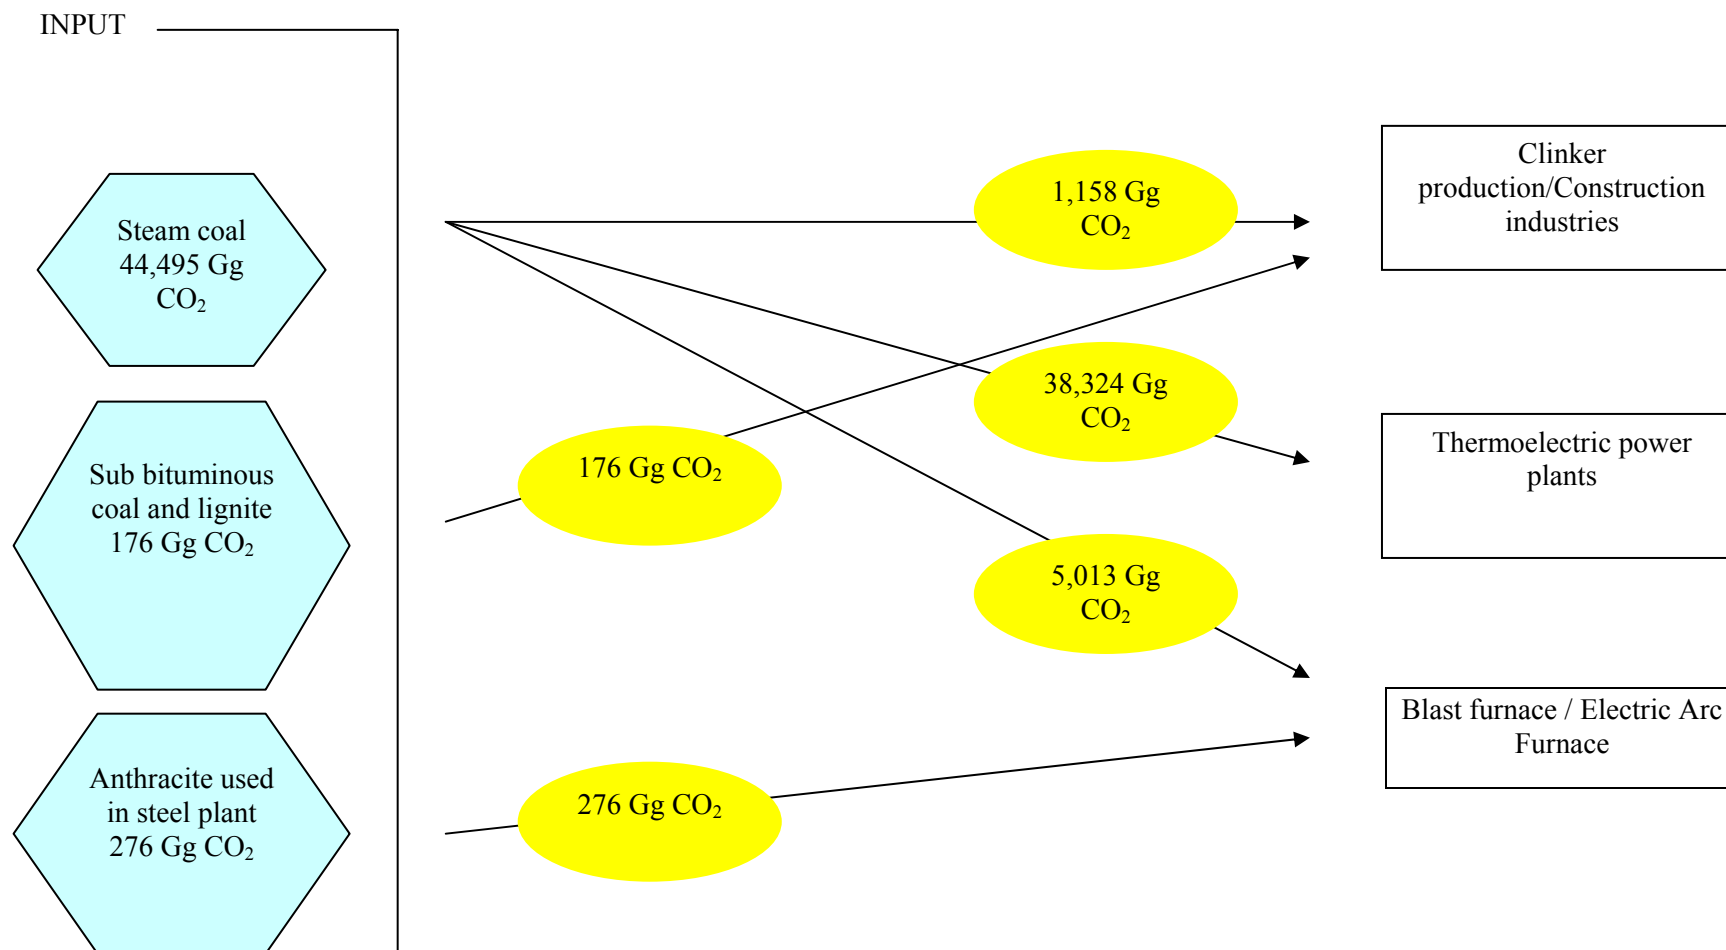 INPUT
Steam coal
44,495 Gg
CO₂
Sub bituminous
coal and lignite
176 Gg CO₂
Anthracite used
in steel plant
276 Gg CO₂
1,158 Gg
CO₂
38,324 Gg
CO₂
176 Gg CO₂
5,013 Gg
CO₂
276 Gg CO₂
Clinker
production/Construction
industries
Thermoelectric power
plants
Blast furnace / Electric Arc
Furnace